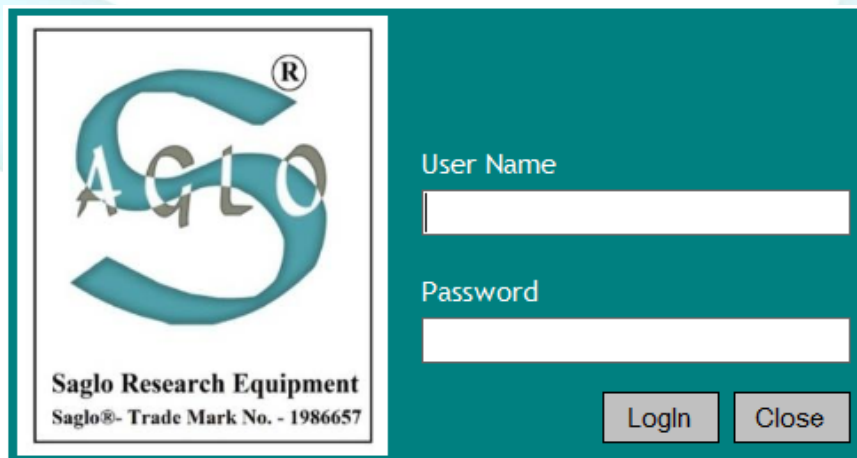 ®
SAGLO
Saglo Research Equipment
Saglo®- Trade Mark No. - 1986657
User Name
Password
LogIn
Close